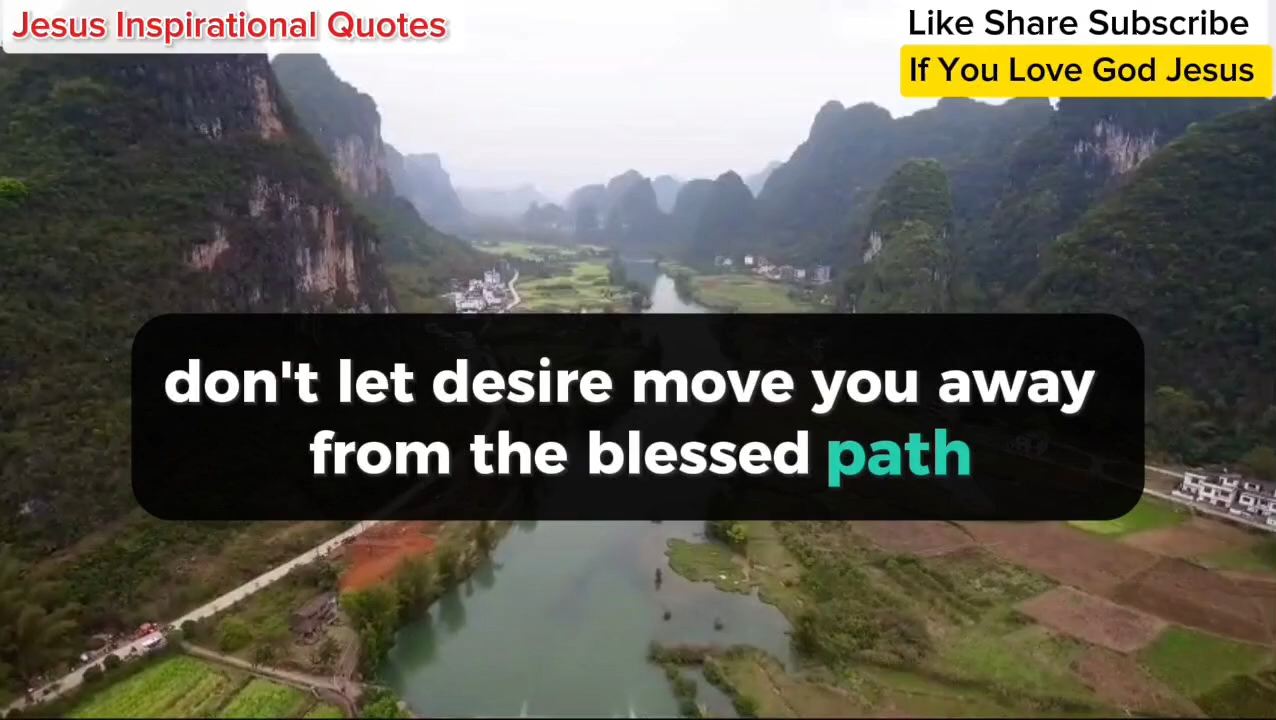 Jesus Inspirational Quotes
Like Share Subscribe
If You Love God Jesus
don't let desire move you away
from the blessed path